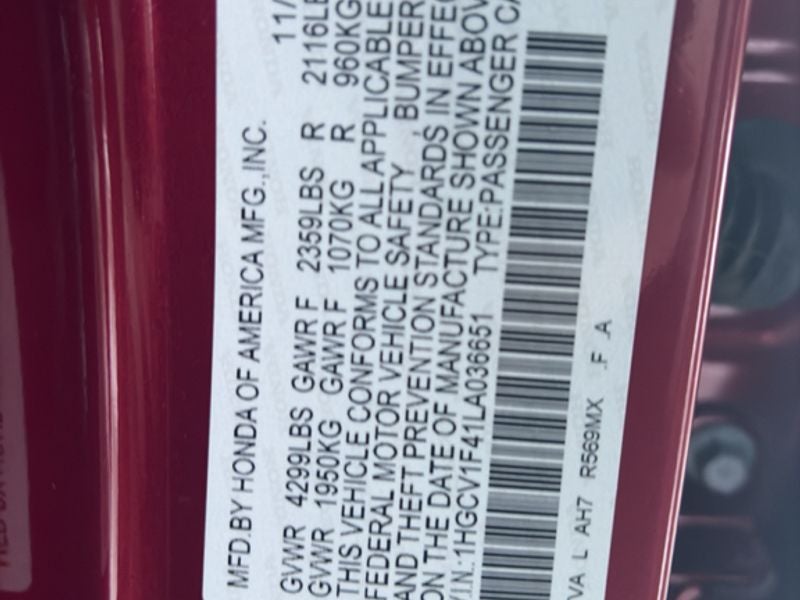 MFD.BY HONDA OF AMERICA MFG.,INC. 11/
GVWR 4299LBS GAWR F 2359LBS R 2116LB
GVWR 1950KG GAWR F 1070KG R 960KG
THIS VEHICLE CONFORMS TO ALL APPLICABLE
FEDERAL MOTOR VEHICLE SAFETY , BUMPER
AND THEFT PREVENTION STANDARDS IN EFFEC
ON THE DATE OF MANUFACTURE SHOWN ABOV
V.I.N.:1HGCV1F41LA036651 TYPE:PASSENGER CA
VA L AH7 R569MX .F .A